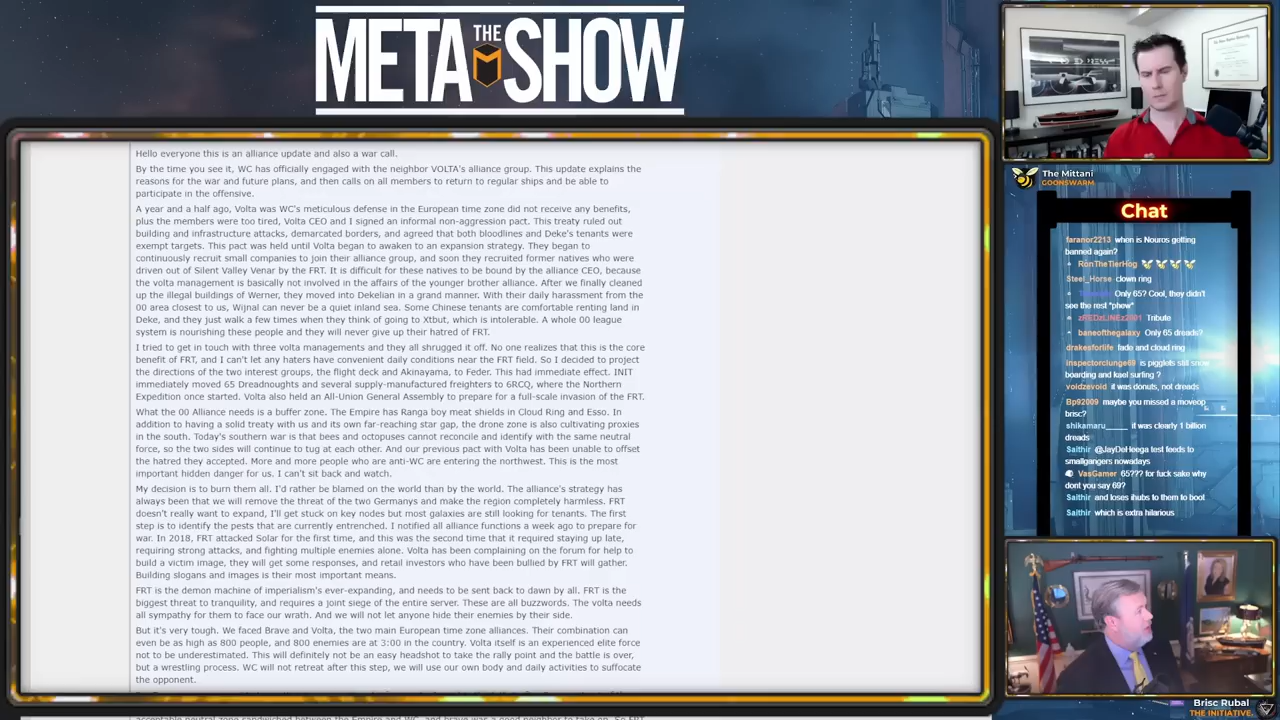 META THE SHOW
Hello everyone this is an alliance update and also a war call.
By the time you see it, WC has officially engaged with the neighbor VOLTA's alliance group. This update explains the
reasons for the war and future plans, and then calls on all members to return to regular ships and be able to
participate in the offensive.
A year and a half ago, Volta was WC's meticulous defense in the European time zone did not receive any benefits,
plus the members were too tired. Volta CEO and I signed an informal non-aggression pact. This treaty ruled out
building and infrastructure attacks, demarcated borders, and agreed that both bloodlines and Deke's tenants were
exempt targets. This pact was held until Volta began to awaken to an expansion strategy. They began to
continuously recruit small companies to join their alliance group, and soon they recruited former natives who were
driven out of Silent Valley Venar by the FRT. It is difficult for these natives to be bound by the alliance CEO, because
the volta management is basically not involved in the affairs of the younger brother alliance. After we finally cleaned
up the illegal buildings of Werner, they moved into Dekelian in a grand manner. With their daily harassment from the
00 area closest to us, Wijnal can never be a quiet inland sea. Some Chinese tenants are comfortable renting land in
Deke, and they just walk a few times when they think of going to Xtbut, which is intolerable. A whole 00 league
system is nourishing these people and they will never give up their hatred of FRT.
I tried to get in touch with three volta managements and they all shrugged it off. No one realizes that this is the core
benefit of FRT, and I can't let any haters have convenient daily conditions near the FRT field. So I decided to project
the directions of the two interest groups, the flight deck and Akinayama, to Feder. This had immediate effect. INIT
immediately moved 65 Dreadnoughts and several supply-manufactured freighters to 6RCQ, where the Northern
Expedition once started. Volta also held an All-Union General Assembly to prepare for a full-scale invasion of the FRT.
What the 00 Alliance needs is a buffer zone. The Empire has Ranga boy meat shields in Cloud Ring and Esso. In
addition to having a solid treaty with us and its own far-reaching star gap, the drone zone is also cultivating proxies
in the south. Today's southern war is that bees and octopuses cannot reconcile and identify with the same neutral
force, so the two sides will continue to tug at each other. And our previous pact with Volta has been unable to offset
the hatred they accepted. More and more people who are anti-WC are entering the northwest. This is the most
important hidden danger for us. I can't sit back and watch.
My decision is to burn them all. I'd rather be blamed on the world than by the world. The alliance's strategy has
always been that we will remove the threat of the two Germanys and make the region completely harmless. FRT
doesn't really want to expand, I'll get stuck on key nodes but most galaxies are still looking for tenants. The first
step is to identify the pests that are currently entrenched. I notified all alliance functions a week ago to prepare for
war. In 2018, FRT attacked Solar for the first time, and this was the second time that it required staying up late,
requiring strong attacks, and fighting multiple enemies alone. Volta has been complaining on the forum for help to
build a victim image, they will get some responses, and retail investors who have been bullied by FRT will gather.
Building slogans and images is their most important means.
FRT is the demon machine of imperialism's ever-expanding, and needs to be sent back to dawn by all. FRT is the
biggest threat to tranquility, and requires a joint siege of the entire server. These are all buzzwords. The volta needs
all sympathy for them to face our wrath. And we will not let anyone hide their enemies by their side.
But it's very tough. We faced Brave and Volta, the two main European time zone alliances. Their combination can
even be as high as 800 people, and 800 enemies are at 3:00 in the country. Volta itself is an experienced elite force
not to be underestimated. This will definitely not be an easy headshot to take the rally point and the battle is over,
but a wrestling process. WC will not retreat after this step, we will use our own body and daily activities to suffocate
the opponent.
The Mittani
GOONSWARM
Chat
faranor2213 when is Nouros getting
banned again?
RonTheTierHog
Steel_Horse clown ring
Only 65? Cool, they didn't
see the rest *phew*
Tribute
baneofthegalaxy Only 65 dreads?
drakesforlife fade and cloud ring
inspectorclunge69 is pigglets still snow
boarding and kael surfing ?
voidzevoid it was donuts, not dreads
Bp92009 maybe you missed a moveop
brisc?
shikamaru_____ it was clearly 1 billion
dreads
Salthir @JayDeHeega test feeds to
smallgangers nowadays
VasGamer 65??? for fuck sake why
dont you say 69?
Salthir and loses ihubs to them to boot
Salthir which is extra hilarious
Brisc Rubal
THE INITIATIVE.